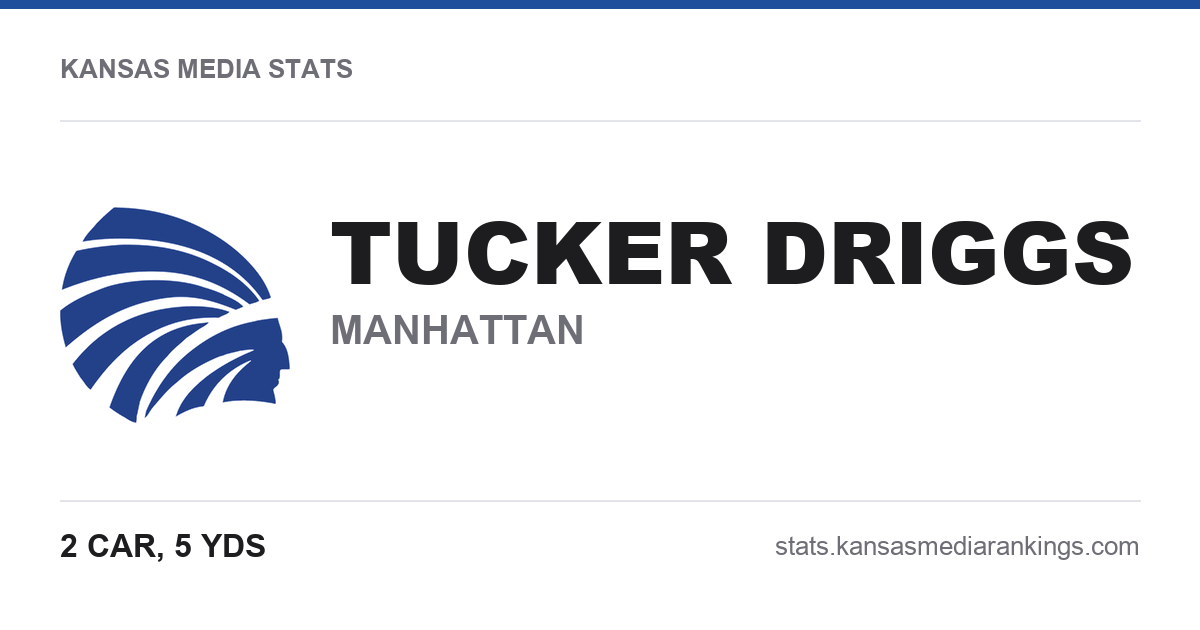 KANSAS MEDIA STATS
TUCKER DRIGGS
MANHATTAN
2 CAR, 5 YDS
stats.kansasmediarankings.com